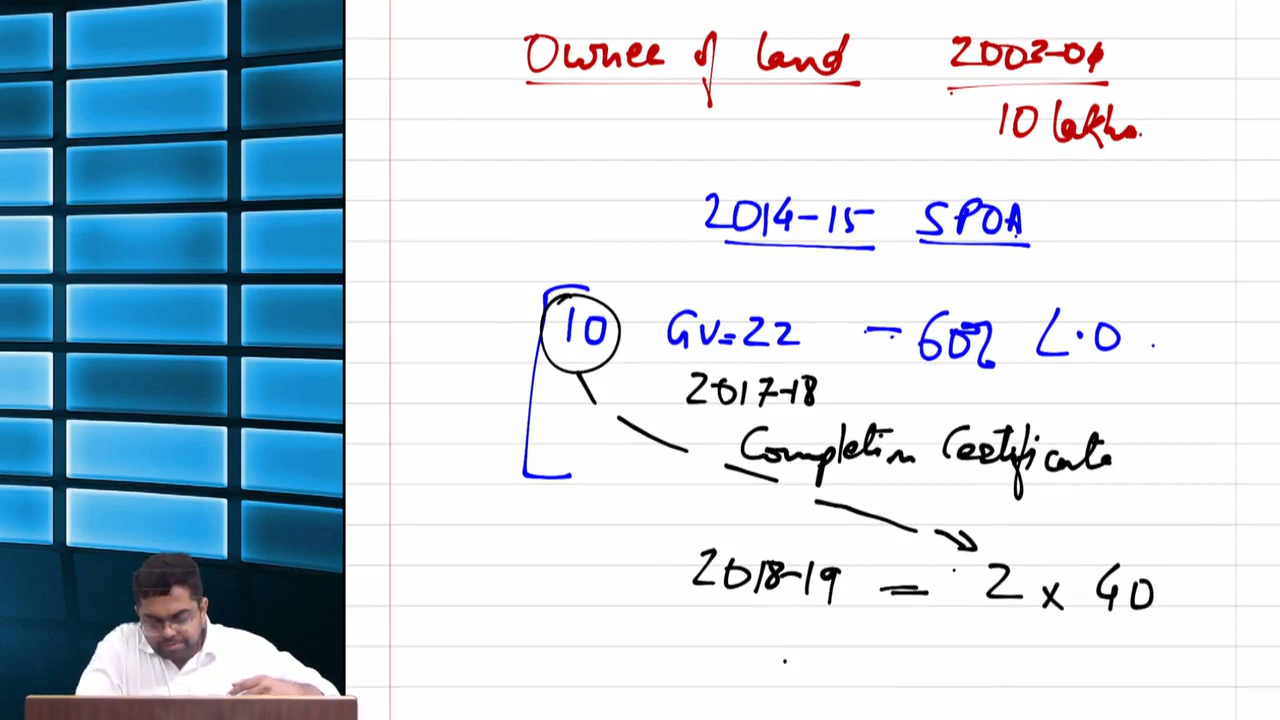 Owner of land 2003-04
10 lakhs.
2014-15 SPOA
10 GV=22 - 60% L.O.
2017-18
Completion Certificate
2018-19 = 2 x 40